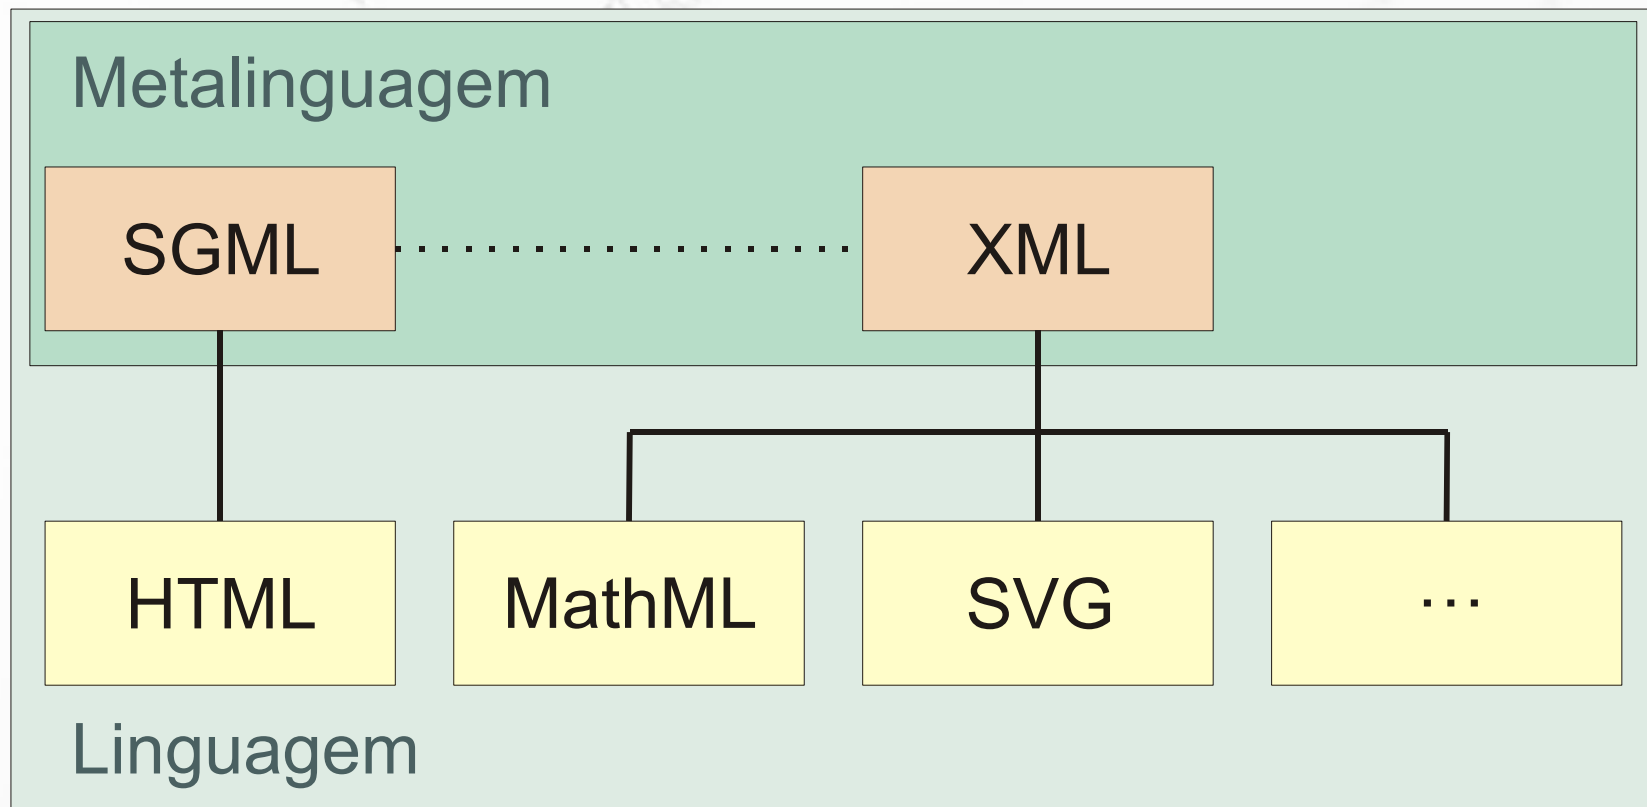 Metalinguagem
SGML
XML
HTML
MathML
SVG
...
Linguagem